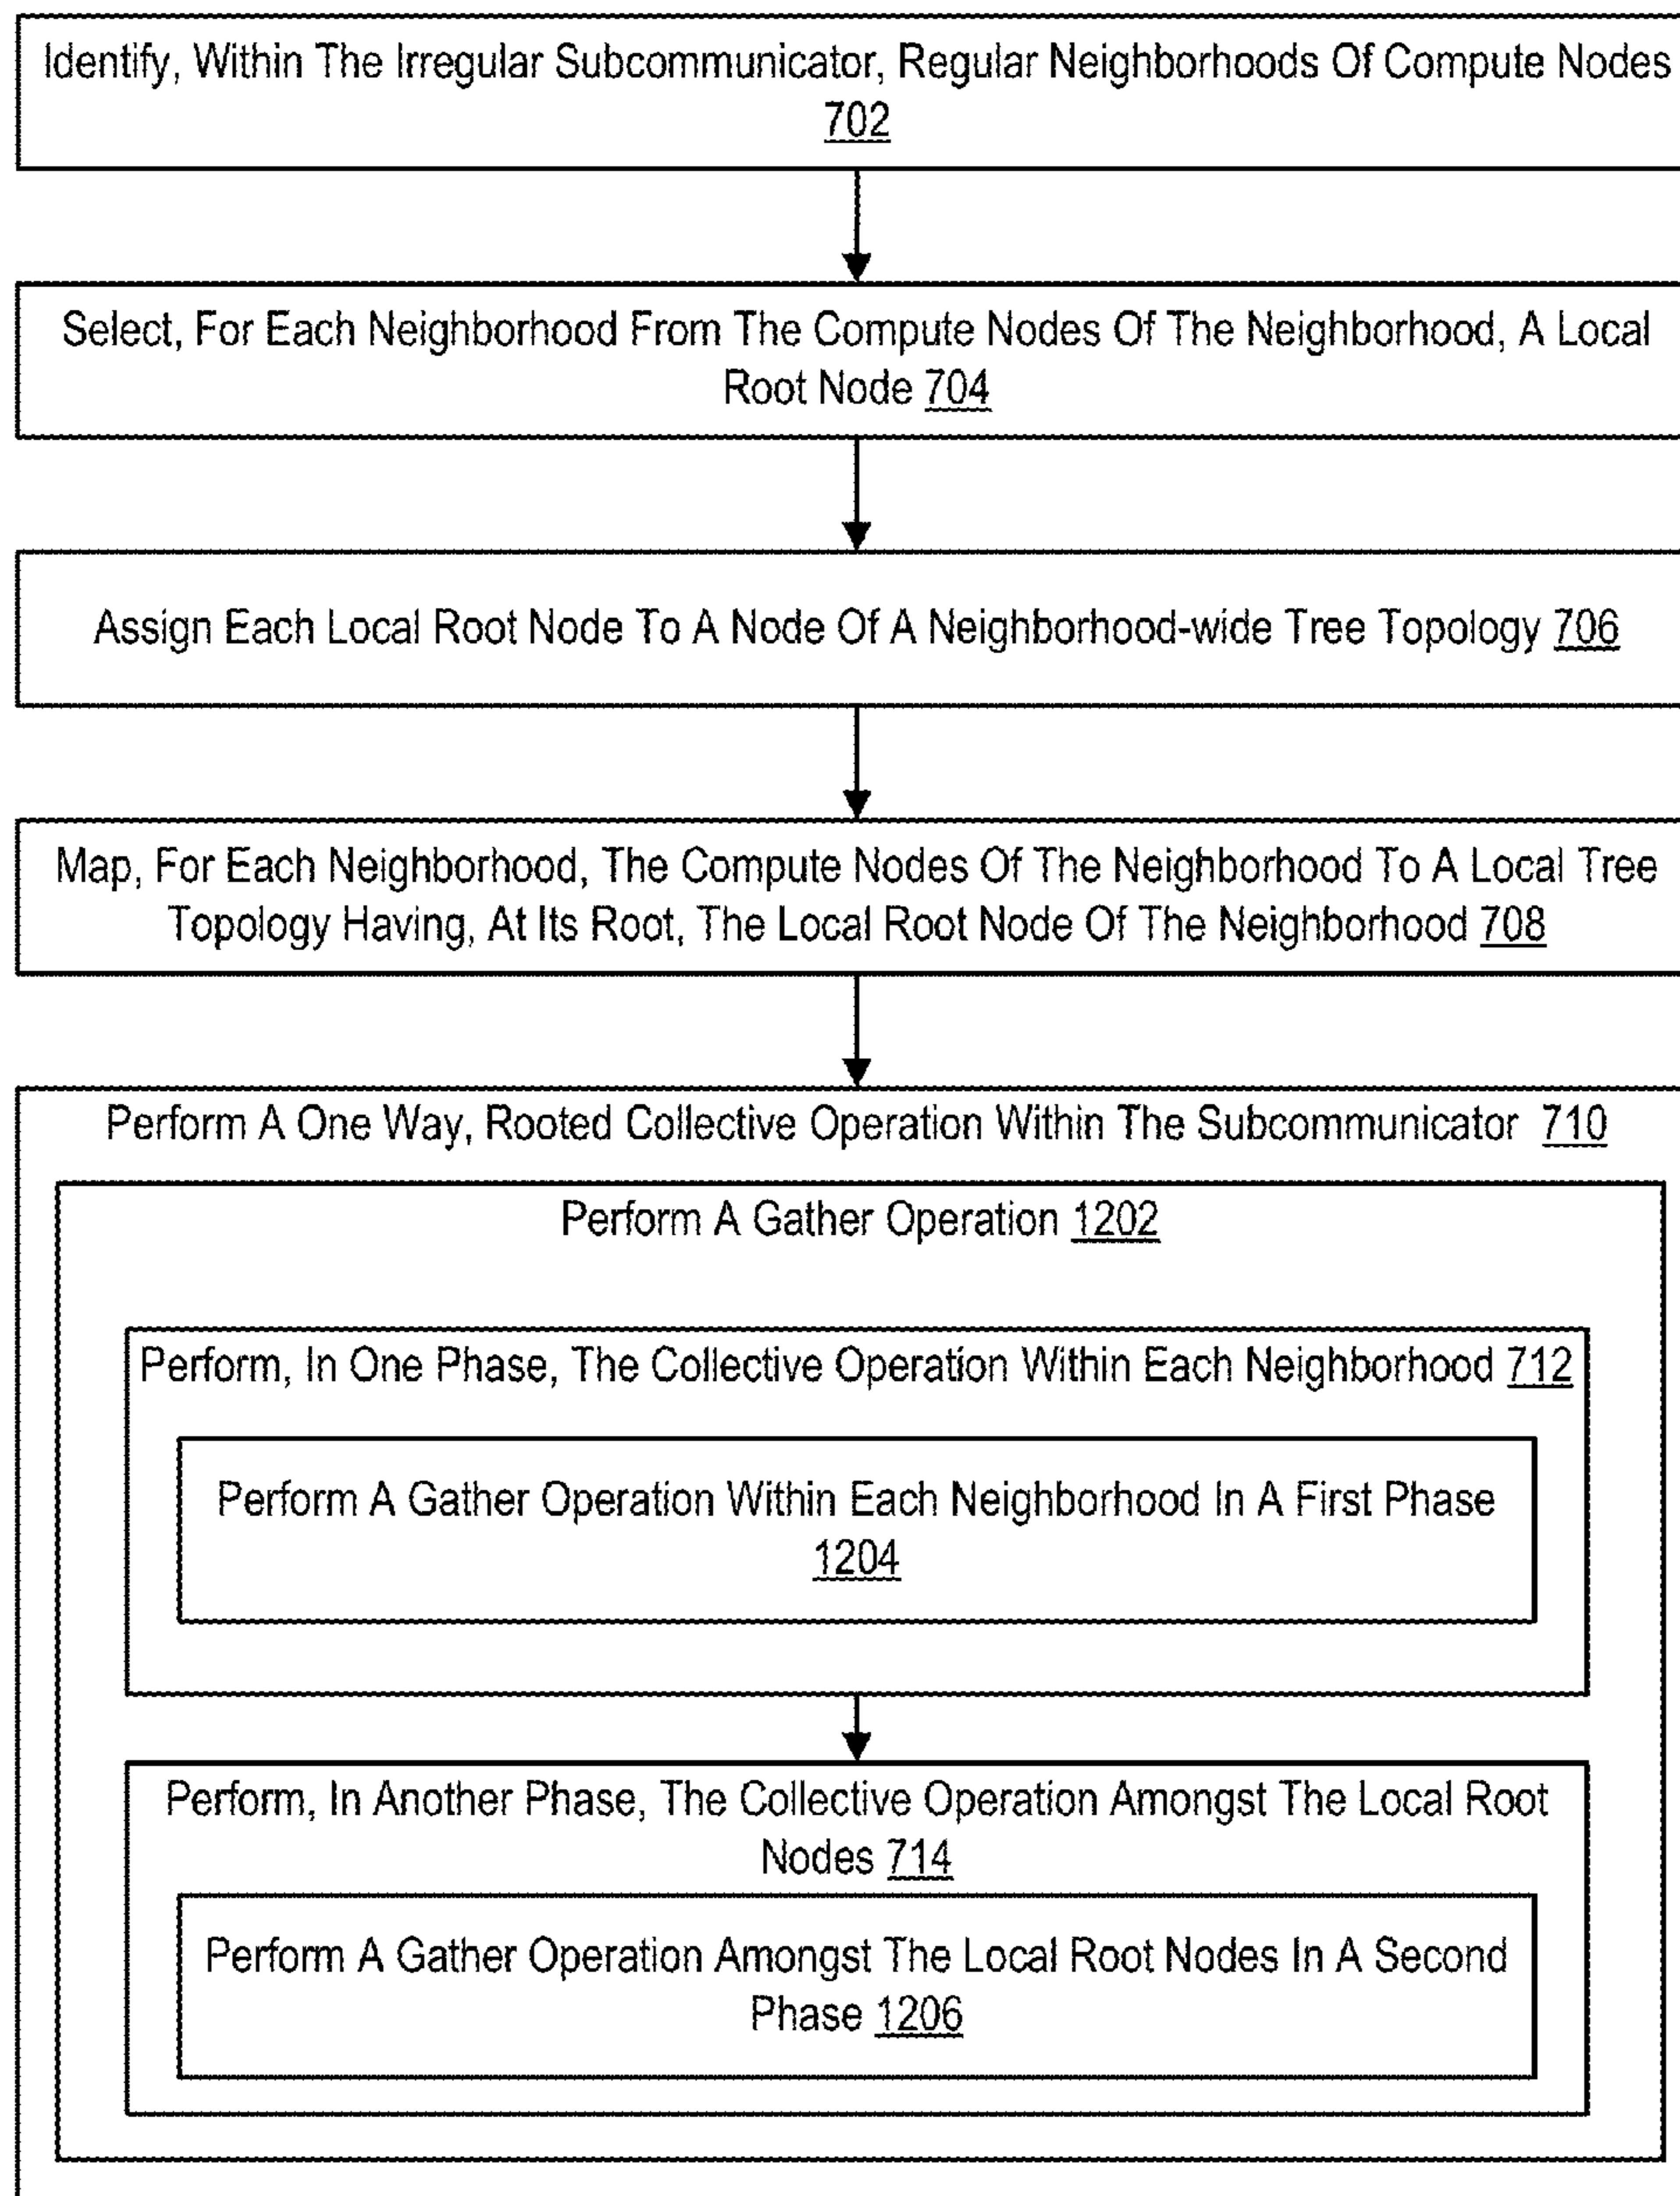 Identify, Within The Irregular Subcommunicator, Regular Neighborhoods Of Compute Nodes
702
Select, For Each Neighborhood From The Compute Nodes Of The Neighborhood, A Local
Root Node 704
Assign Each Local Root Node To A Node Of A Neighborhood-wide Tree Topology 706
Map, For Each Neighborhood, The Compute Nodes Of The Neighborhood To A Local Tree
Topology Having, At Its Root, The Local Root Node Of The Neighborhood 708
Perform A One Way, Rooted Collective Operation Within The Subcommunicator 710
Perform A Gather Operation 1202
Perform, In One Phase, The Collective Operation Within Each Neighborhood 712
Perform A Gather Operation Within Each Neighborhood In A First Phase
1204
Perform, In Another Phase, The Collective Operation Amongst The Local Root
Nodes 714
Perform A Gather Operation Amongst The Local Root Nodes In A Second
Phase 1206